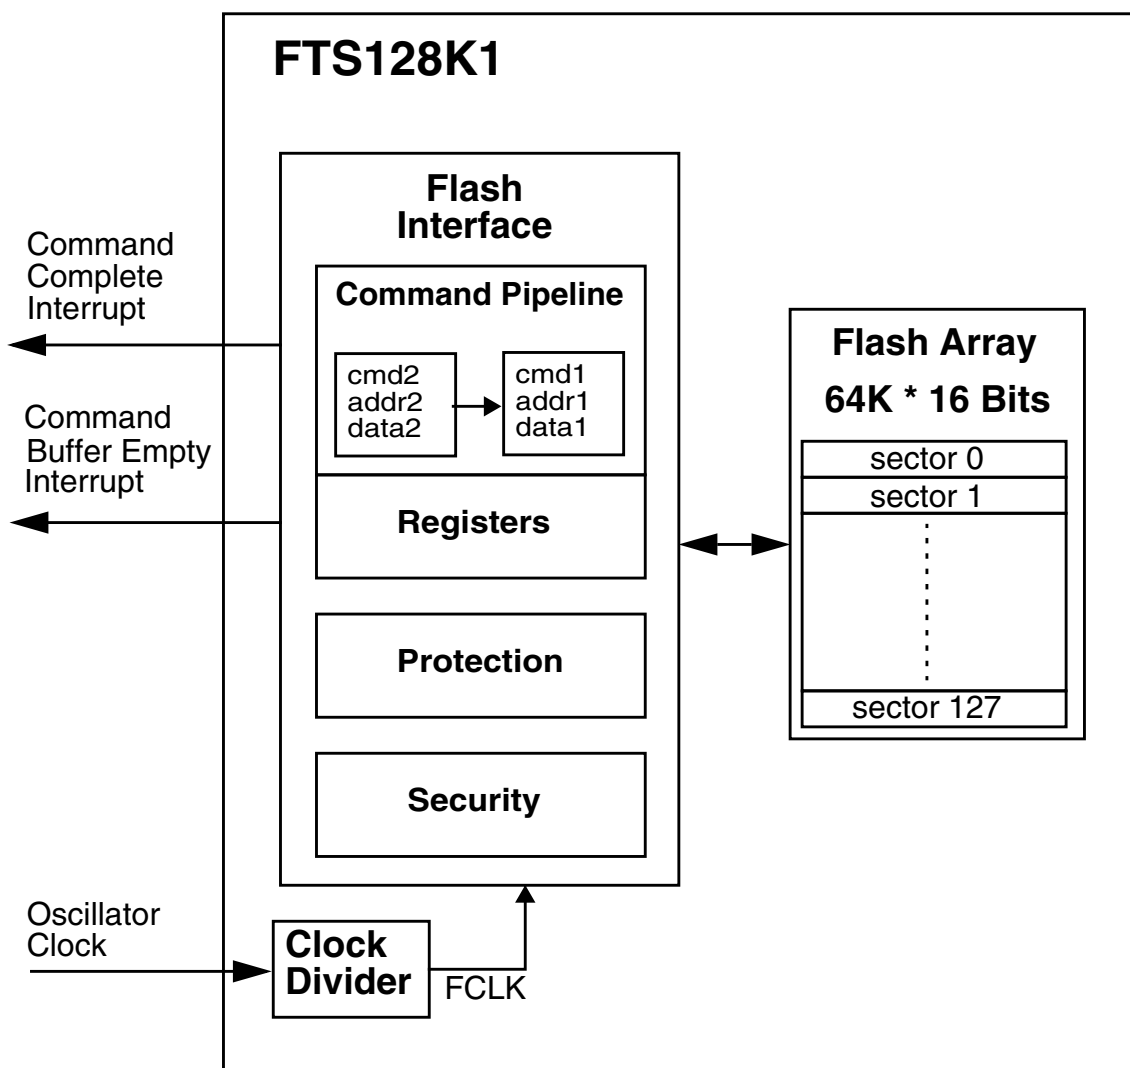 FTS128K1
Flash
Interface
Command
Complete
Interrupt
Command Pipeline
cmd2
addr2
data2
cmd1
addr1
data1
Command
Buffer Empty
Interrupt
Registers
Protection
Security
Flash Array
64K * 16 Bits
sector 0
sector 1
sector 127
Oscillator
Clock
Clock
Divider
FCLK